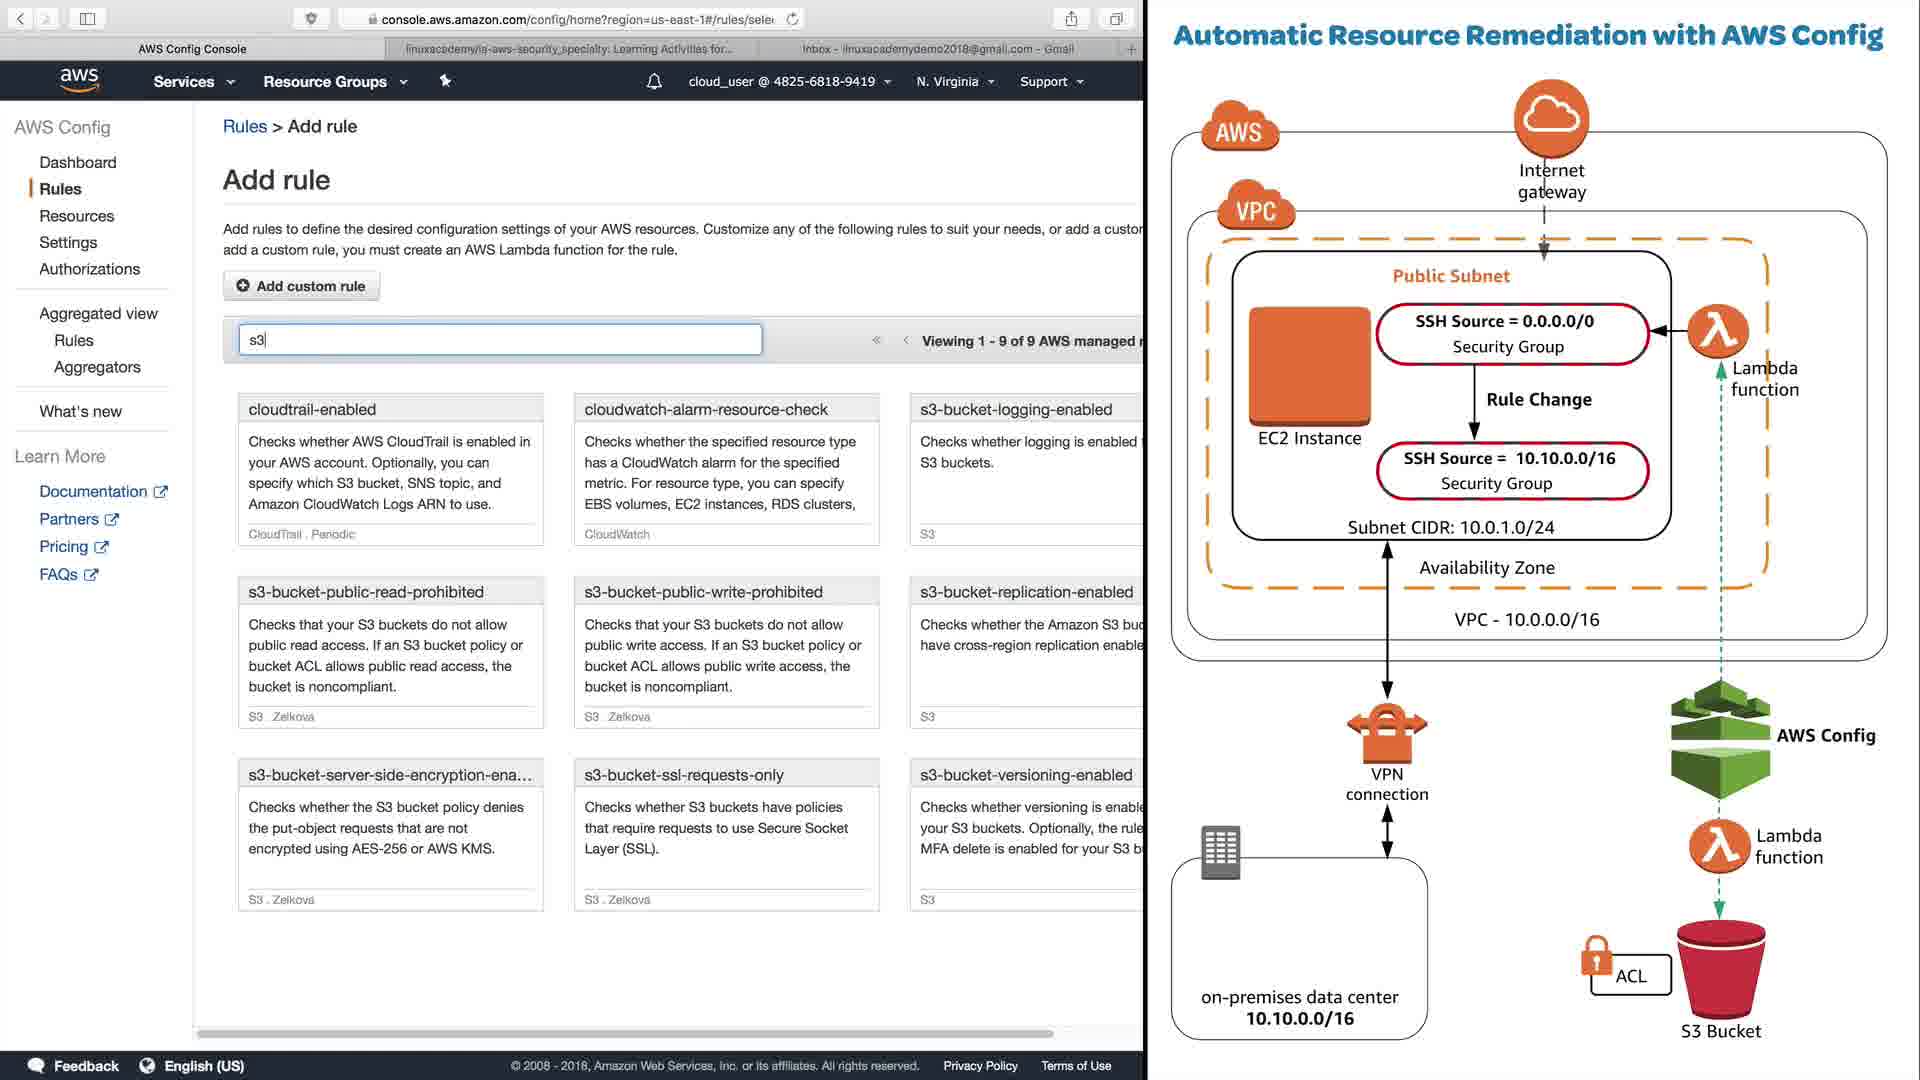 console.aws.amazon.com/config/home?region=us-east-1#/rules/selec
AWS Config Console
linuxacademy/la-aws-security_specialty: Learning Activities for...
Inbox - linuxacademydemo2018@gmail.com - Gmail
aws
Services
Resource Groups
cloud_user @ 4825-6818-9419
N. Virginia
Support
AWS Config
Dashboard
Rules
Resources
Settings
Authorizations
Aggregated view
Rules
Aggregators
What's new
Learn More
Documentation
Partners
Pricing
FAQs
Rules > Add rule
Add rule
Add rules to define the desired configuration settings of your AWS resources. Customize any of the following rules to suit your needs, or add a custor
add a custom rule, you must create an AWS Lambda function for the rule.
Add custom rule
s3
« ‹ Viewing 1 - 9 of 9 AWS managed r
cloudtrail-enabled
Checks whether AWS CloudTrail is enabled in
your AWS account. Optionally, you can
specify which S3 bucket, SNS topic, and
Amazon CloudWatch Logs ARN to use.
CloudTrail . Periodic
cloudwatch-alarm-resource-check
Checks whether the specified resource type
has a CloudWatch alarm for the specified
metric. For resource type, you can specify
EBS volumes, EC2 instances, RDS clusters,
CloudWatch
s3-bucket-logging-enabled
Checks whether logging is enabled
S3 buckets.
S3
s3-bucket-public-read-prohibited
Checks that your S3 buckets do not allow
public read access. If an S3 bucket policy or
bucket ACL allows public read access, the
bucket is noncompliant.
S3 . Zelkova
s3-bucket-public-write-prohibited
Checks that your S3 buckets do not allow
public write access. If an S3 bucket policy or
bucket ACL allows public write access, the
bucket is noncompliant.
S3 . Zelkova
s3-bucket-replication-enabled
Checks whether the Amazon S3 buc
have cross-region replication enable
S3
s3-bucket-server-side-encryption-ena...
Checks whether the S3 bucket policy denies
the put-object requests that are not
encrypted using AES-256 or AWS KMS.
S3 . Zelkova
s3-bucket-ssl-requests-only
Checks whether S3 buckets have policies
that require requests to use Secure Socket
Layer (SSL).
S3 . Zelkova
s3-bucket-versioning-enabled
Checks whether versioning is enable
your S3 buckets. Optionally, the rule
MFA delete is enabled for your S3 b
S3
Feedback
English (US)
© 2008 - 2018, Amazon Web Services, Inc. or its affiliates. All rights reserved.
Privacy Policy
Terms of Use
Automatic Resource Remediation with AWS Config
AWS
Internet
gateway
VPC
Public Subnet
SSH Source = 0.0.0.0/0
Security Group
Lambda
function
Rule Change
EC2 Instance
SSH Source = 10.10.0.0/16
Security Group
Subnet CIDR: 10.0.1.0/24
Availability Zone
VPC - 10.0.0.0/16
AWS Config
VPN
connection
Lambda
function
ACL
on-premises data center
10.10.0.0/16
S3 Bucket